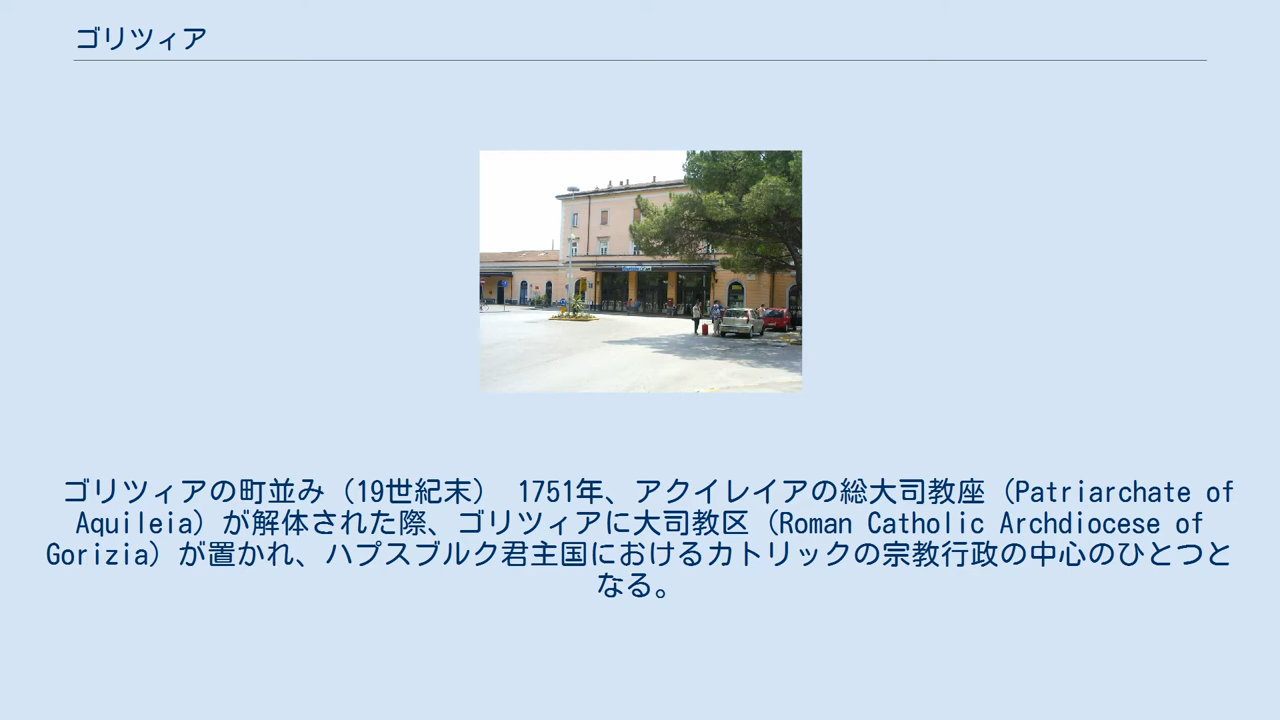 ゴリツィア
ゴリツィアの町並み（19世紀末） 1751年、アクイレイアの総大司教座（Patriarchate of
Aquileia）が解体された際、ゴリツィアに大司教区（Roman Catholic Archdiocese of
Gorizia）が置かれ、ハプスブルク君主国におけるカトリックの宗教行政の中心のひとつと
なる。